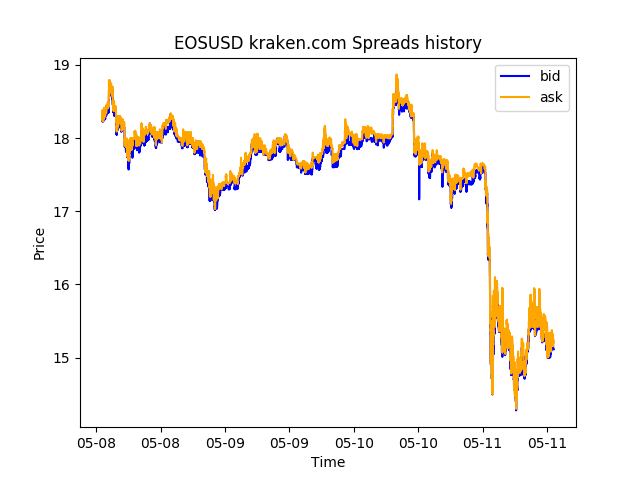 EOSUSD kraken.com Spreads history
bid
ask
Price
19
18
17
16
15
05-08
05-08
05-09
05-09
05-10
05-10
05-11
05-11
Time